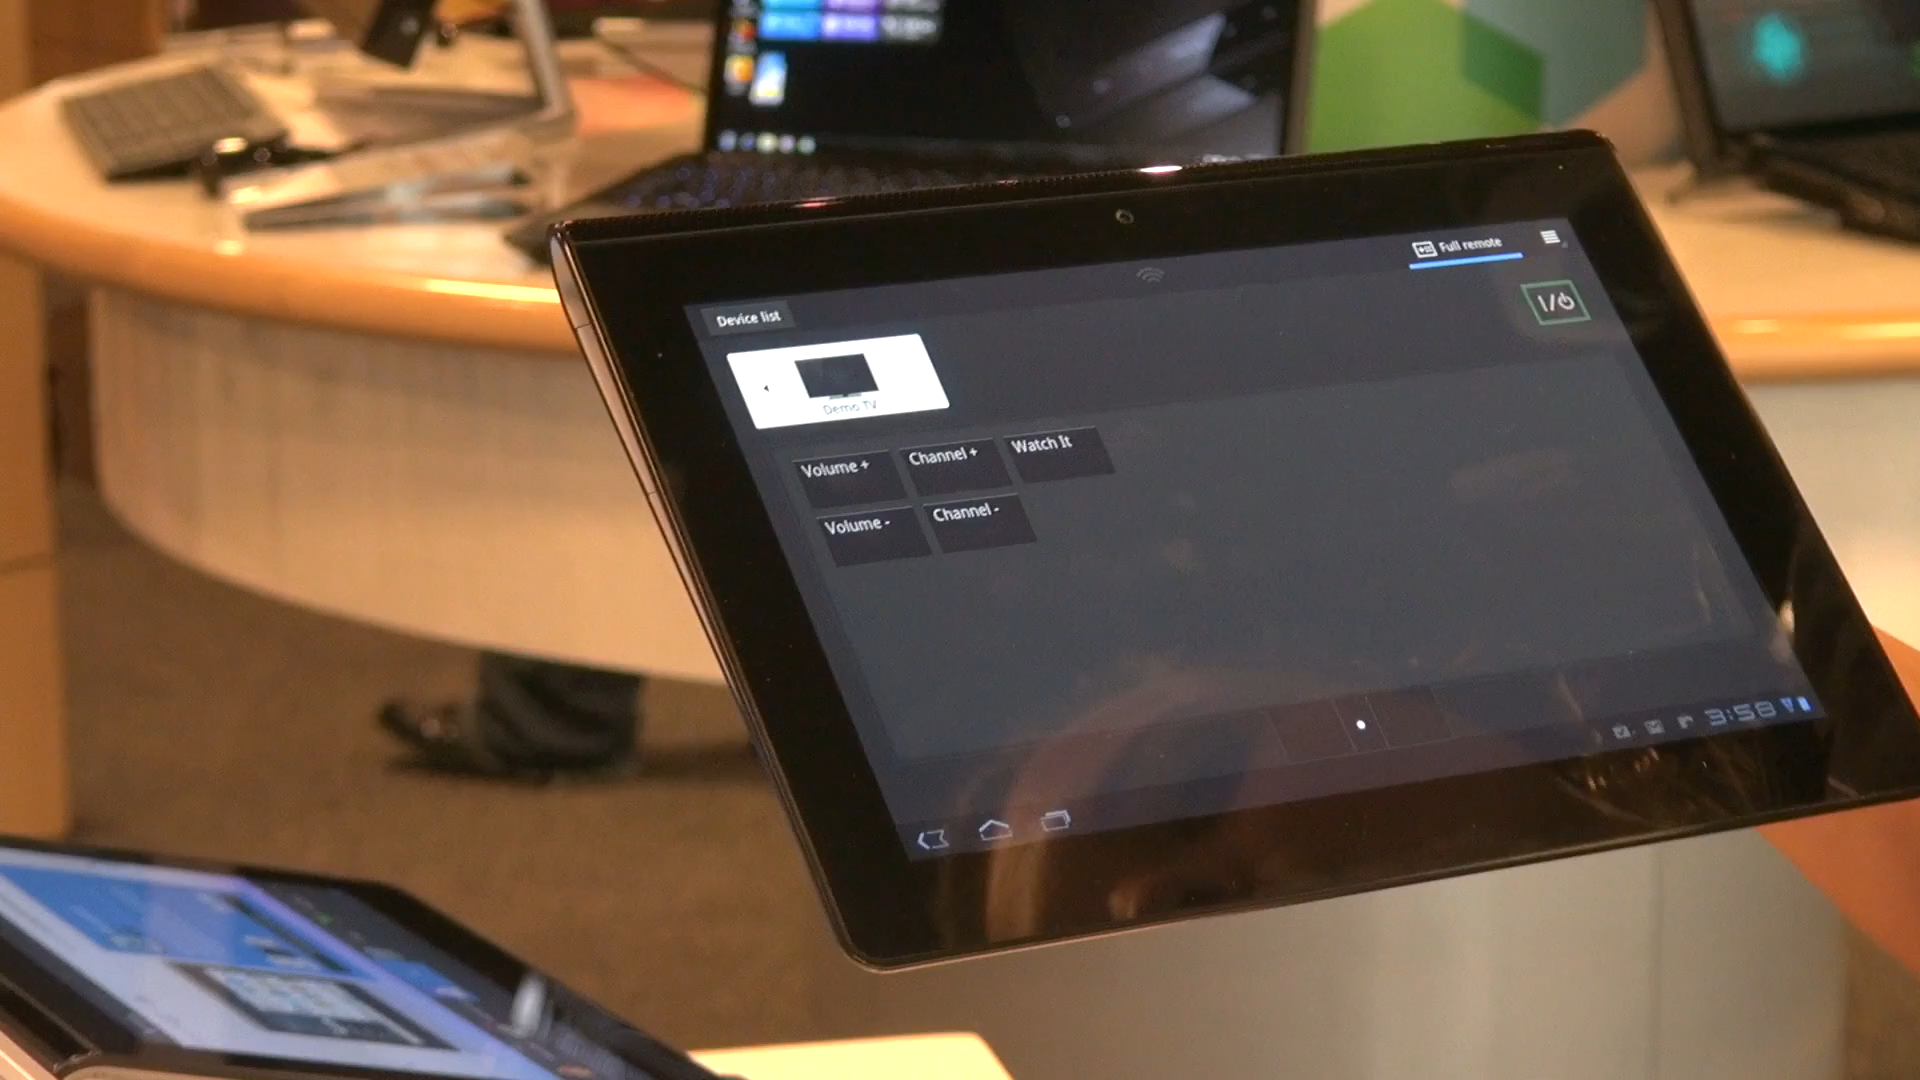 Full remote
Device list
I/⏻
Demo TV
Volume + Channel + Watch It
Volume - Channel -
3:58